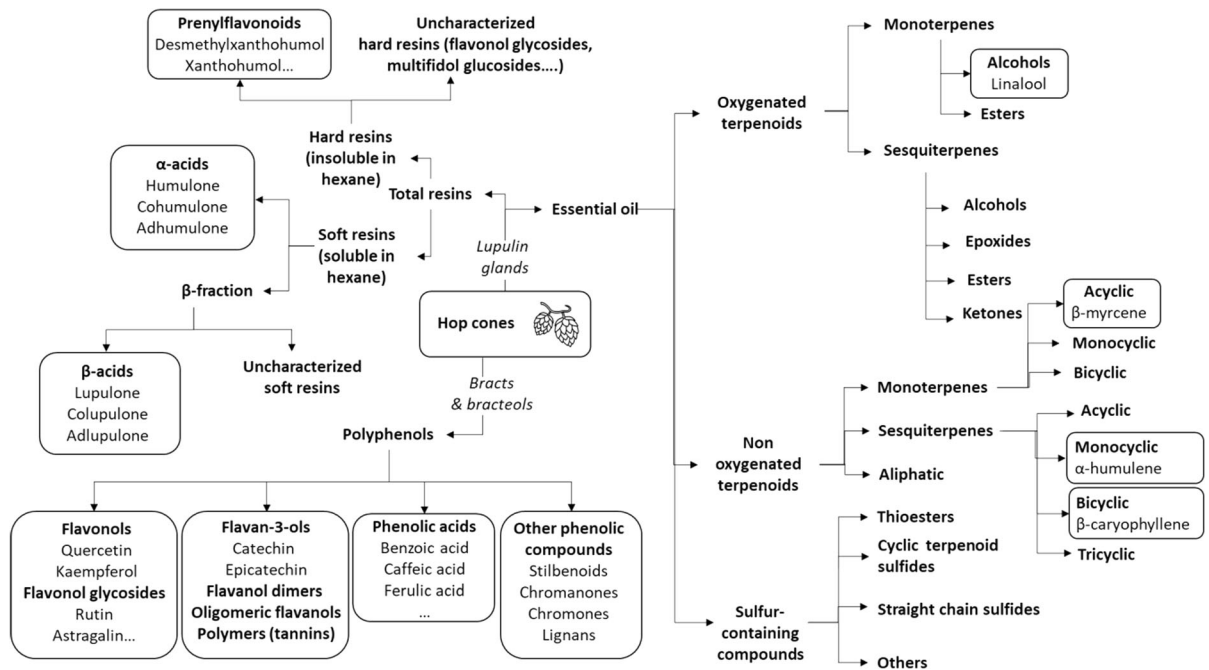 Prenylflavonoids
Desmethylxanthohumol
Xanthohumol...
Uncharacterized
hard resins (flavonol glycosides,
multifidol glucosides....)
Hard resins
(insoluble in
hexane)
α-acids
Humulone
Cohumulone
Adhumulone
Total resins
Soft resins
(soluble in
hexane)
β-fraction
β-acids
Lupulone
Colupulone
Adlupulone
Uncharacterized
soft resins
Essential oil
Lupulin
glands
Hop cones
Bracts
& bracteols
Polyphenols
Flavonols
Quercetin
Kaempferol
Flavonol glycosides
Rutin
Astragalin...
Flavan-3-ols
Catechin
Epicatechin
Flavanol dimers
Oligomeric flavanols
Polymers (tannins)
Phenolic acids
Benzoic acid
Caffeic acid
Ferulic acid
...
Other phenolic
compounds
Stilbenoids
Chromanones
Chromones
Lignans
Oxygenated
terpenoids
Monoterpenes
Alcohols
Linalool
Esters
Sesquiterpenes
Alcohols
Epoxides
Esters
Ketones
Non
oxygenated
terpenoids
Monoterpenes
Acyclic
β-myrcene
Monocyclic
Bicyclic
Sesquiterpenes
Acyclic
Monocyclic
α-humulene
Bicyclic
β-caryophyllene
Tricyclic
Aliphatic
Sulfur-
containing
compounds
Thioesters
Cyclic terpenoid
sulfides
Straight chain sulfides
Others